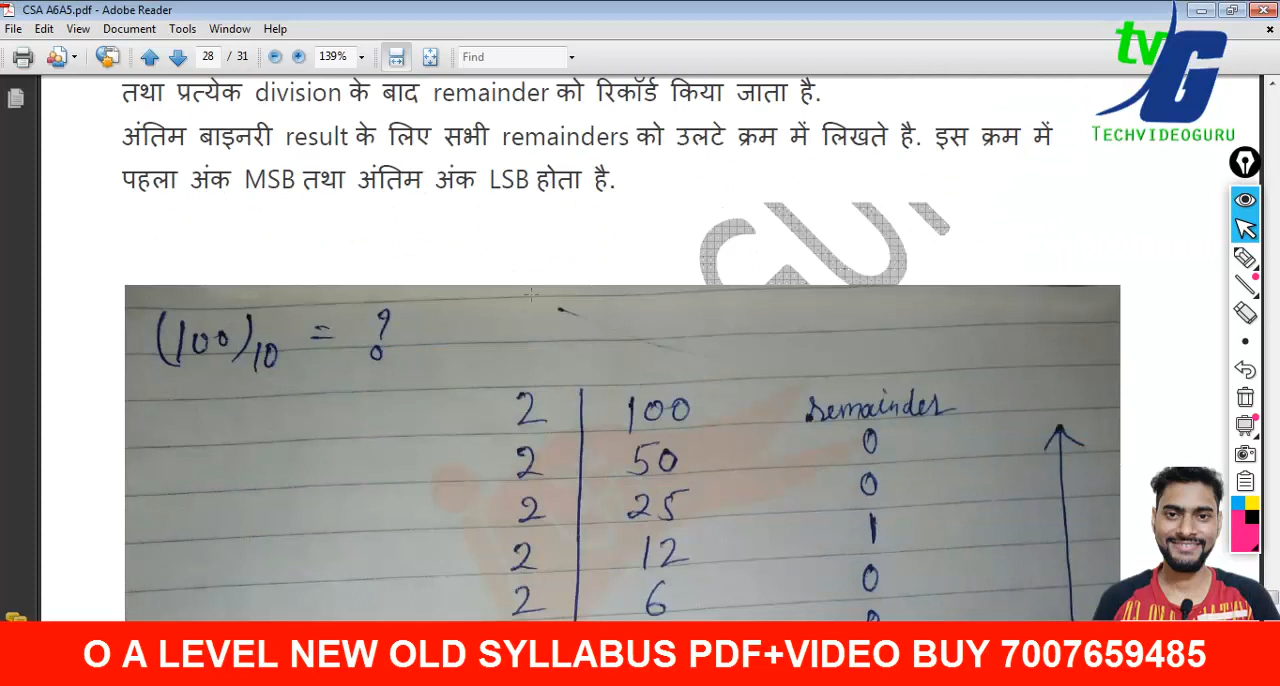 CSA A6A5.pdf - Adobe Reader
File Edit View Document Tools Window Help
28 / 31 139% Find
tv G
TECHVIDEOGURU
तथा प्रत्येक division के बाद remainder को रिकॉर्ड किया जाता है.
अंतिम बाइनरी result के लिए सभी remainders को उलटे क्रम में लिखते है. इस क्रम में
पहला अंक MSB तथा अंतिम अंक LSB होता है.
(100)10 = ?
2 100 remainder
0
2 50
0
2 25
1
2 12
0
2 6
0
O A LEVEL NEW OLD SYLLABUS PDF+VIDEO BUY 7007659485